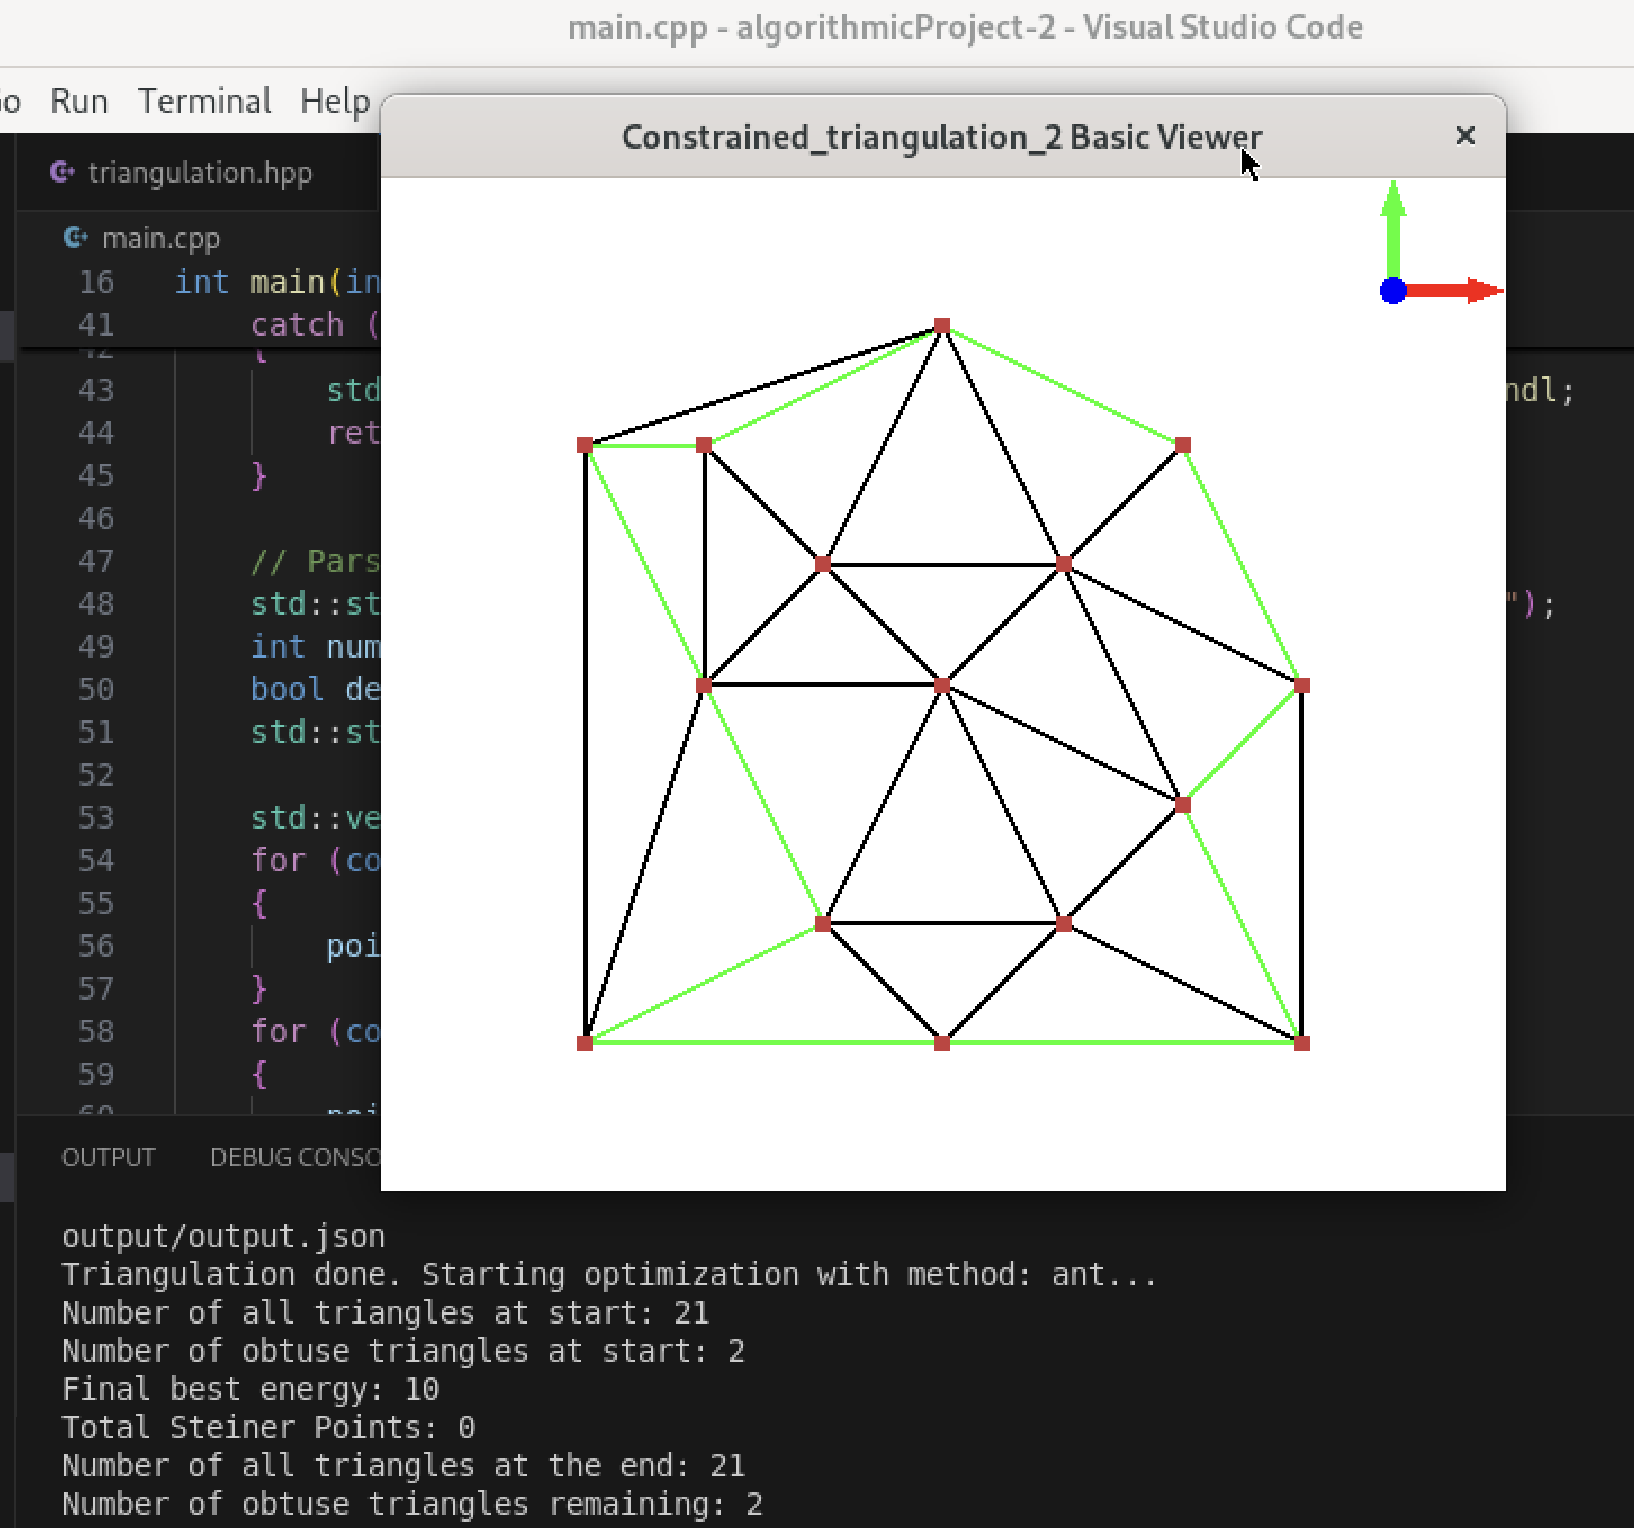 main.cpp - algorithmicProject-2 - Visual Studio Code
Run Terminal Help
Constrained_triangulation_2 Basic Viewer
triangulation.hpp
main.cpp
16 int main(in
41 catch (
42 {
43 std ndl;
44 ret
45 }
46
47 // Pars
48 std::st ");
49 int num
50 bool de
51 std::st
52
53 std::ve
54 for (co
55 {
56 poi
57 }
58 for (co
59 {
60 poi
OUTPUT DEBUG CONSO
output/output.json
Triangulation done. Starting optimization with method: ant...
Number of all triangles at start: 21
Number of obtuse triangles at start: 2
Final best energy: 10
Total Steiner Points: 0
Number of all triangles at the end: 21
Number of obtuse triangles remaining: 2